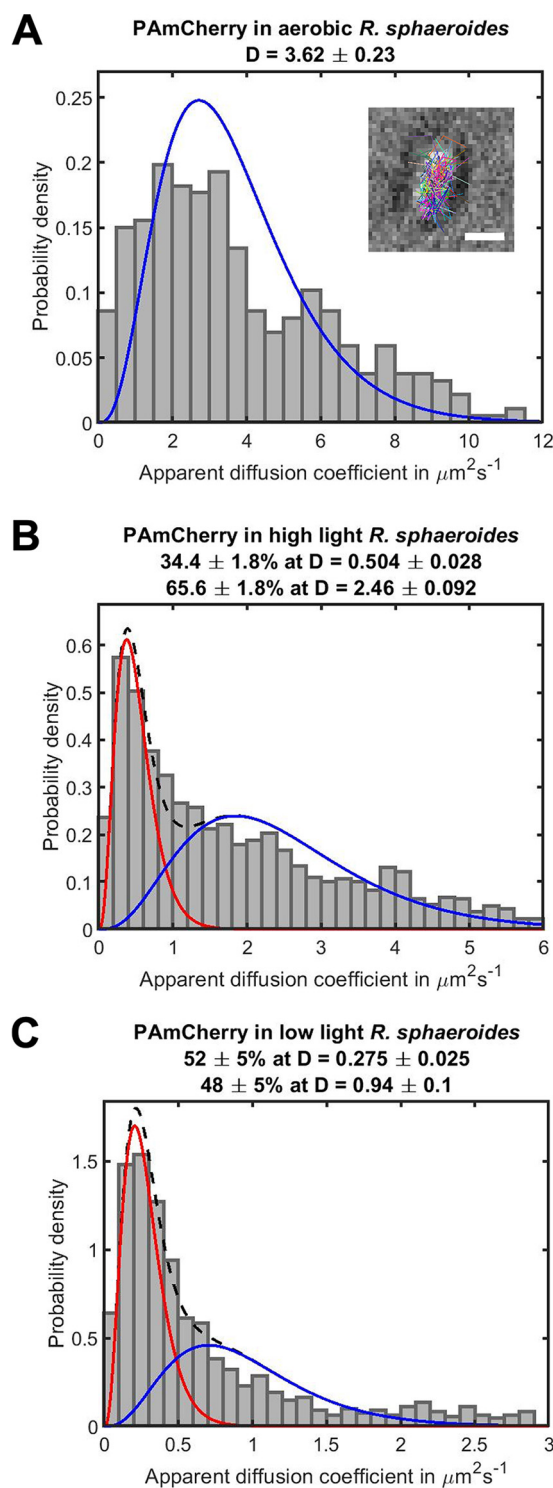 A
PAmCherry in aerobic R. sphaeroides
D = 3.62 ± 0.23
0.25
0.2
0.15
0.1
0.05
0
Probability density
0 2 4 6 8 10 12
Apparent diffusion coefficient in μm²s⁻¹
B
PAmCherry in high light R. sphaeroides
34.4 ± 1.8% at D = 0.504 ± 0.028
65.6 ± 1.8% at D = 2.46 ± 0.092
0.6
0.5
0.4
0.3
0.2
0.1
0
Probability density
0 1 2 3 4 5 6
Apparent diffusion coefficient in μm²s⁻¹
C
PAmCherry in low light R. sphaeroides
52 ± 5% at D = 0.275 ± 0.025
48 ± 5% at D = 0.94 ± 0.1
1.5
1
0.5
0
Probability density
0 0.5 1 1.5 2 2.5 3
Apparent diffusion coefficient in μm²s⁻¹